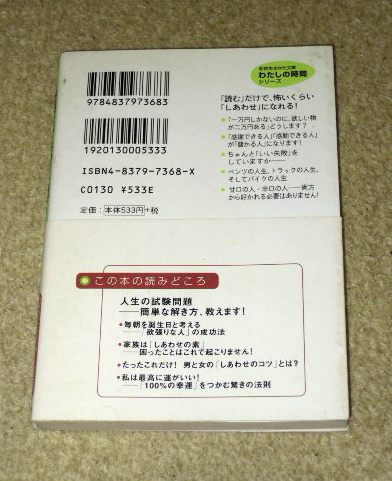 9784837973683
1920130005333
ISBN4-8379-7368-X
C0130 ¥533E
定価：本体533円+税
わたしの時間
シリーズ
「読む」だけで、怖いくらい
「しあわせ」になれる！
「一万円しかないのに、欲しい物
が二万円ある」どうします？
「感謝できる人」「感動できる人」
が「儲かる人」になります！
ちゃんと「いい失敗」を
していますか——
ベンツの人生、トラックの人生、
そしてバイクの人生
甘口の人・辛口の人——両方
から好かれる必要はありません！
この本の読みどころ
人生の試験問題
——簡単な解き方、教えます！
•毎朝を誕生日と考える
——「欲張りな人」の成功法
•家族は「しあわせの素」
——困ったことはこれで起こりません！
•たったこれだけ！ 男と女の「しあわせのコツ」とは？
•私は最高に運がいい！
——「100％の幸運」をつかむ驚きの法則